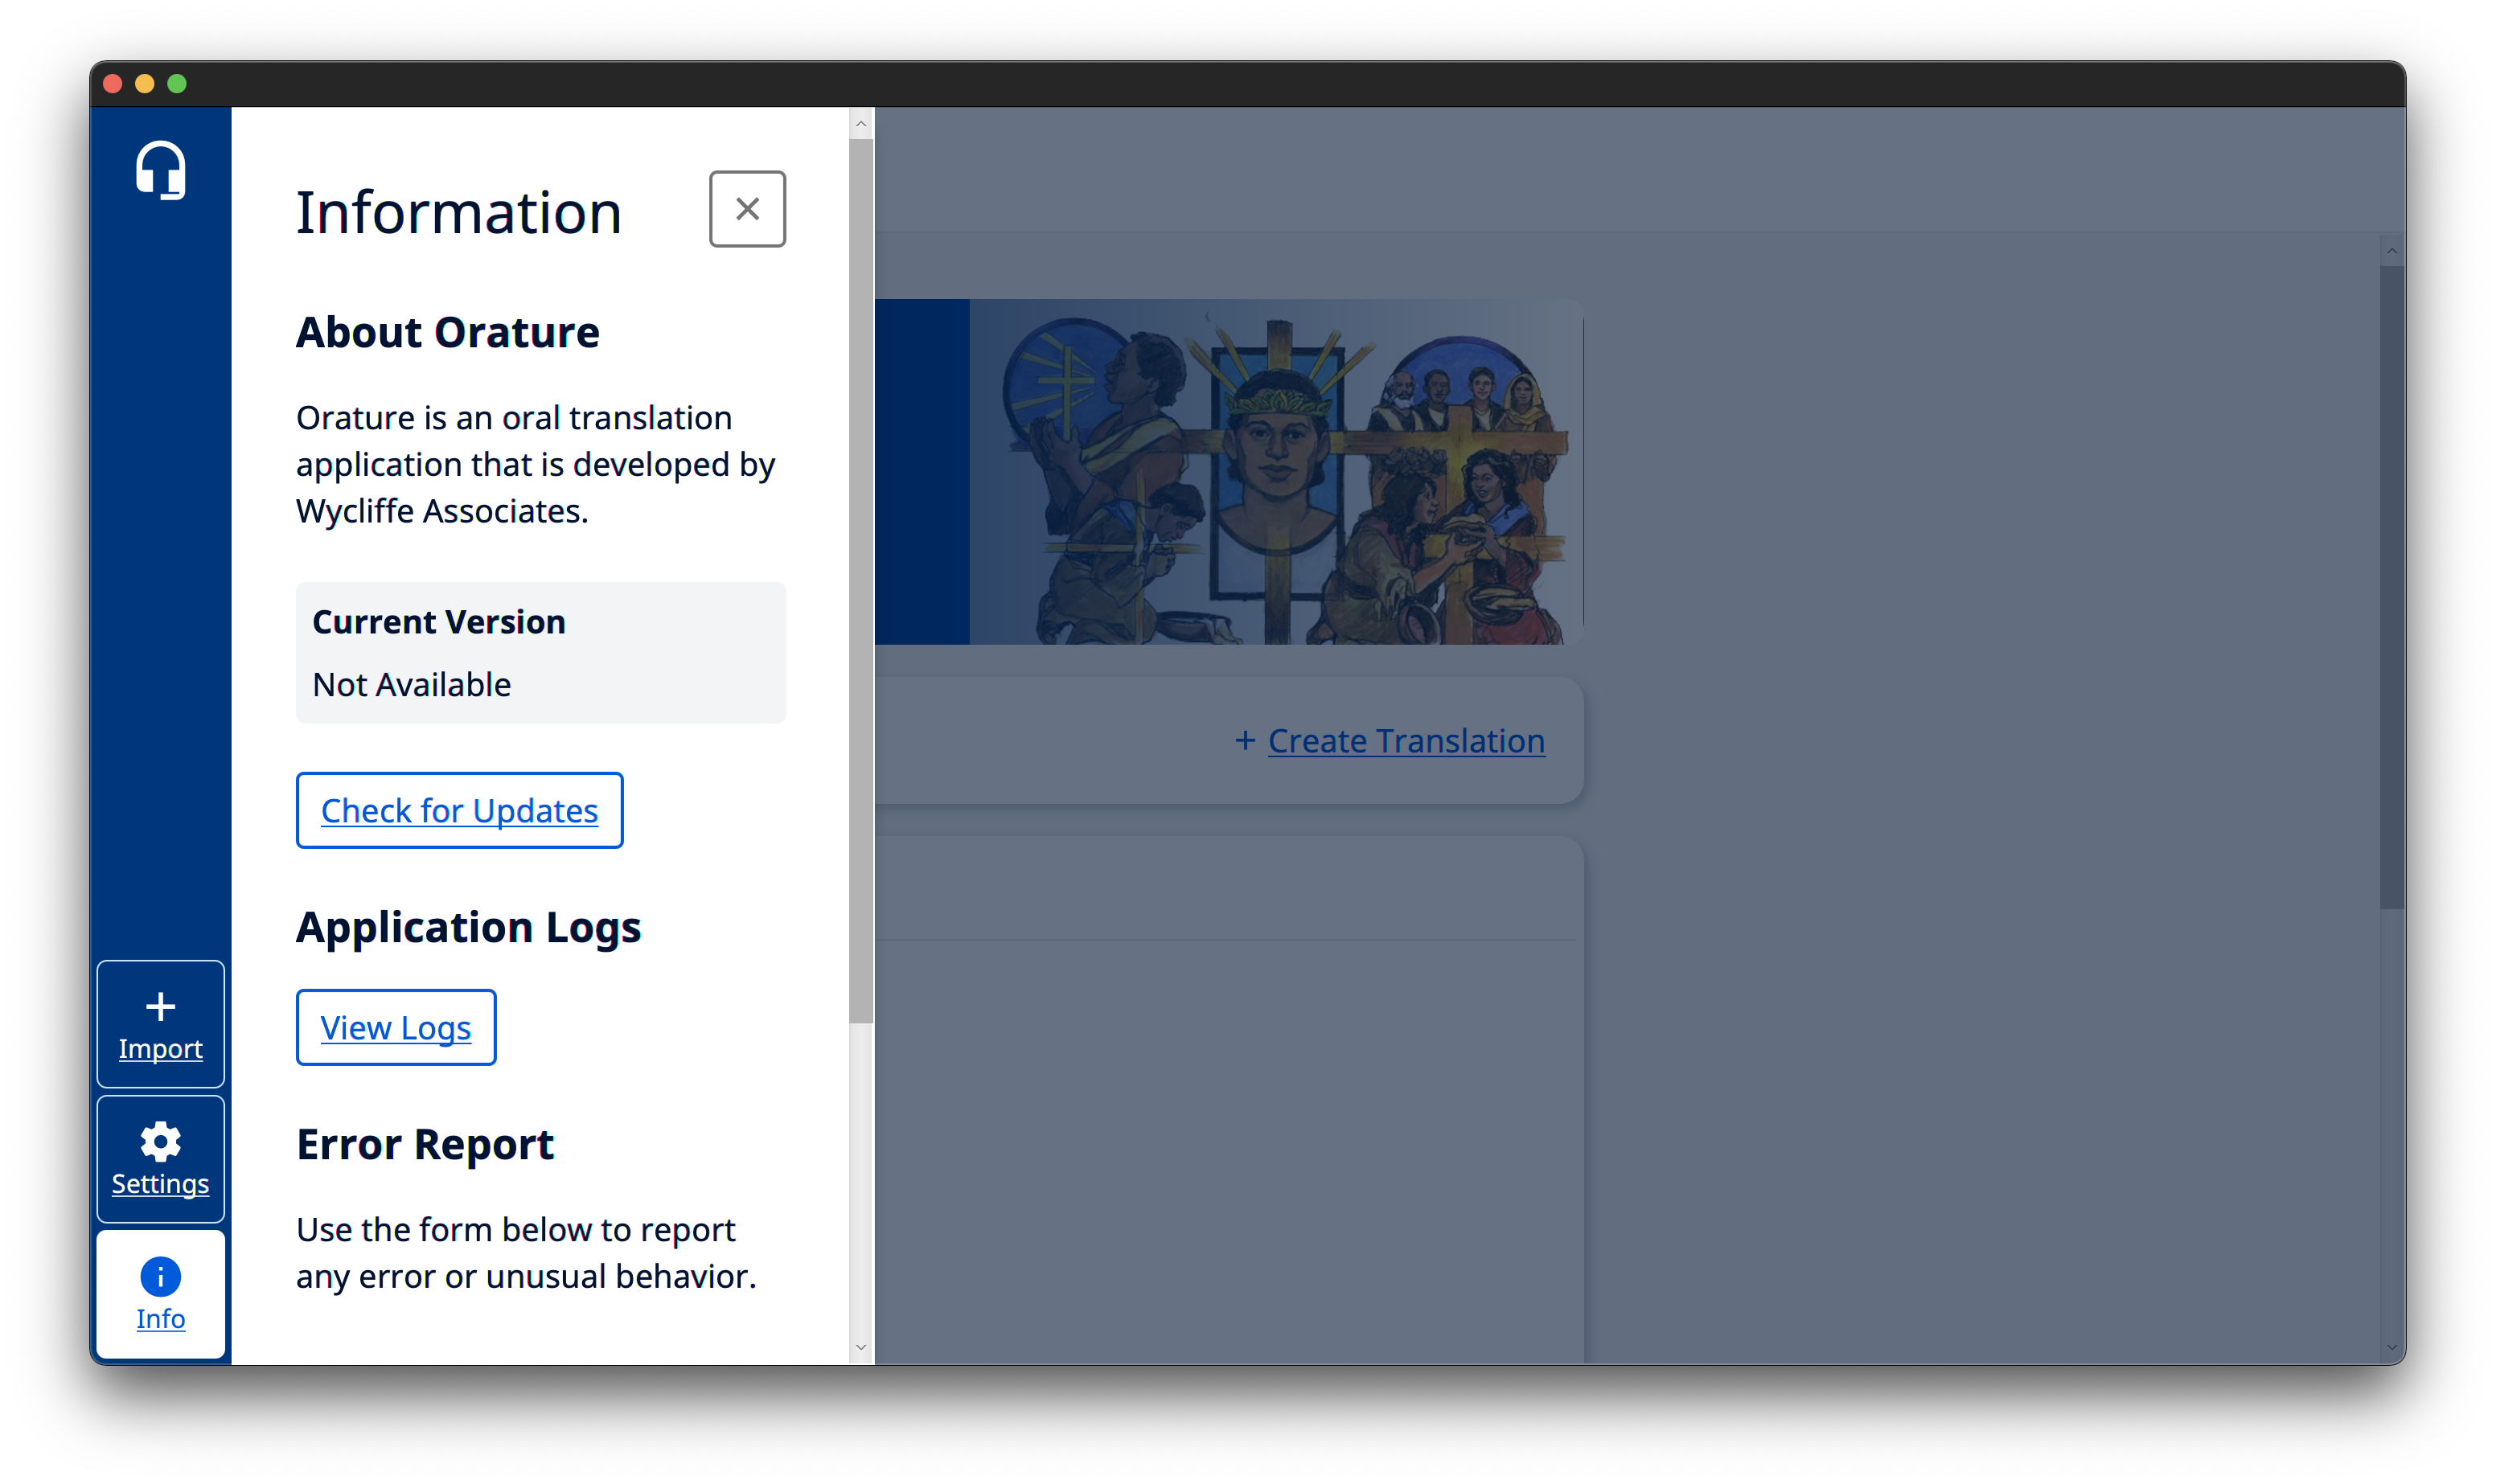 Information
About Orature
Orature is an oral translation
application that is developed by
Wycliffe Associates.
Current Version
Not Available
Check for Updates
Application Logs
View Logs
Error Report
Use the form below to report
any error or unusual behavior.
Import
Settings
Info
+ Create Translation